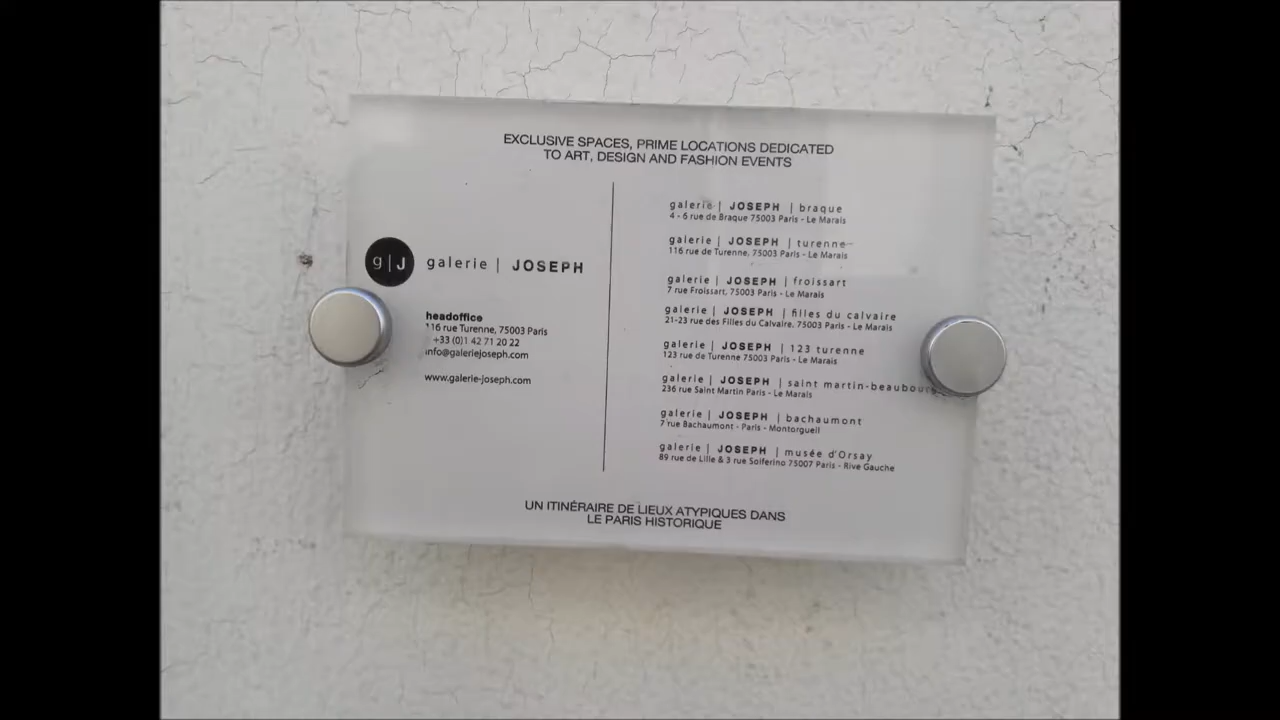 EXCLUSIVE SPACES, PRIME LOCATIONS DEDICATED
TO ART, DESIGN AND FASHION EVENTS
g|J galerie | JOSEPH
headoffice
116 rue Turenne, 75003 Paris
+33 (0)1 42 71 20 22
info@galeriejoseph.com
www.galerie-joseph.com
galerie | JOSEPH | braque
4 - 6 rue de Braque 75003 Paris - Le Marais
galerie | JOSEPH | turenne
116 rue de Turenne, 75003 Paris - Le Marais
galerie | JOSEPH | froissart
7 rue Froissart, 75003 Paris - Le Marais
galerie | JOSEPH | filles du calvaire
21-23 rue des Filles du Calvaire, 75003 Paris - Le Marais
galerie | JOSEPH | 123 turenne
123 rue de Turenne 75003 Paris - Le Marais
galerie | JOSEPH | saint martin-beaubourg
236 rue Saint Martin Paris - Le Marais
galerie | JOSEPH | bachaumont
7 rue Bachaumont - Paris - Montorgueil
galerie | JOSEPH | musée d'Orsay
89 rue de Lille & 3 rue Solferino 75007 Paris - Rive Gauche
UN ITINÉRAIRE DE LIEUX ATYPIQUES DANS
LE PARIS HISTORIQUE